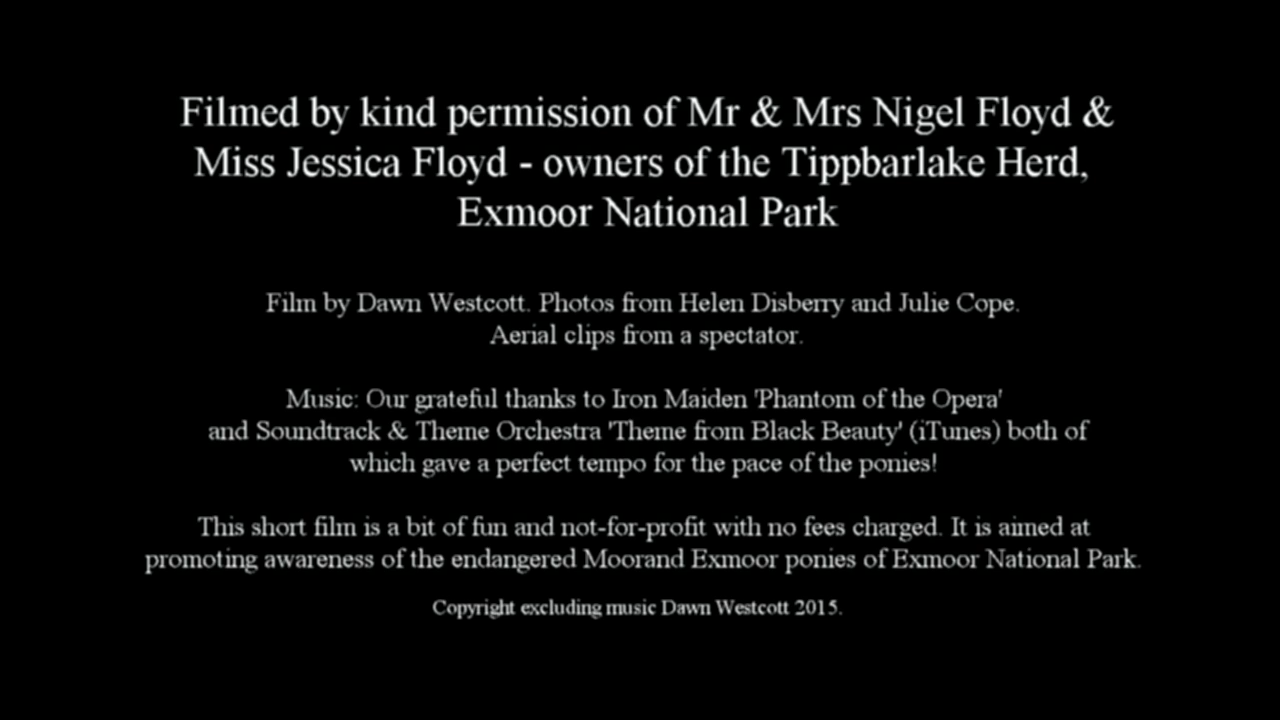 Filmed by kind permission of Mr & Mrs Nigel Floyd &
Miss Jessica Floyd - owners of the Tippbarlake Herd,
Exmoor National Park
Film by Dawn Westcott. Photos from Helen Disberry and Julie Cope.
Aerial clips from a spectator.
Music: Our grateful thanks to Iron Maiden 'Phantom of the Opera'
and Soundtrack & Theme Orchestra 'Theme from Black Beauty' (iTunes) both of
which gave a perfect tempo for the pace of the ponies!
This short film is a bit of fun and not-for-profit with no fees charged. It is aimed at
promoting awareness of the endangered Moorand Exmoor ponies of Exmoor National Park.
Copyright excluding music Dawn Westcott 2015.